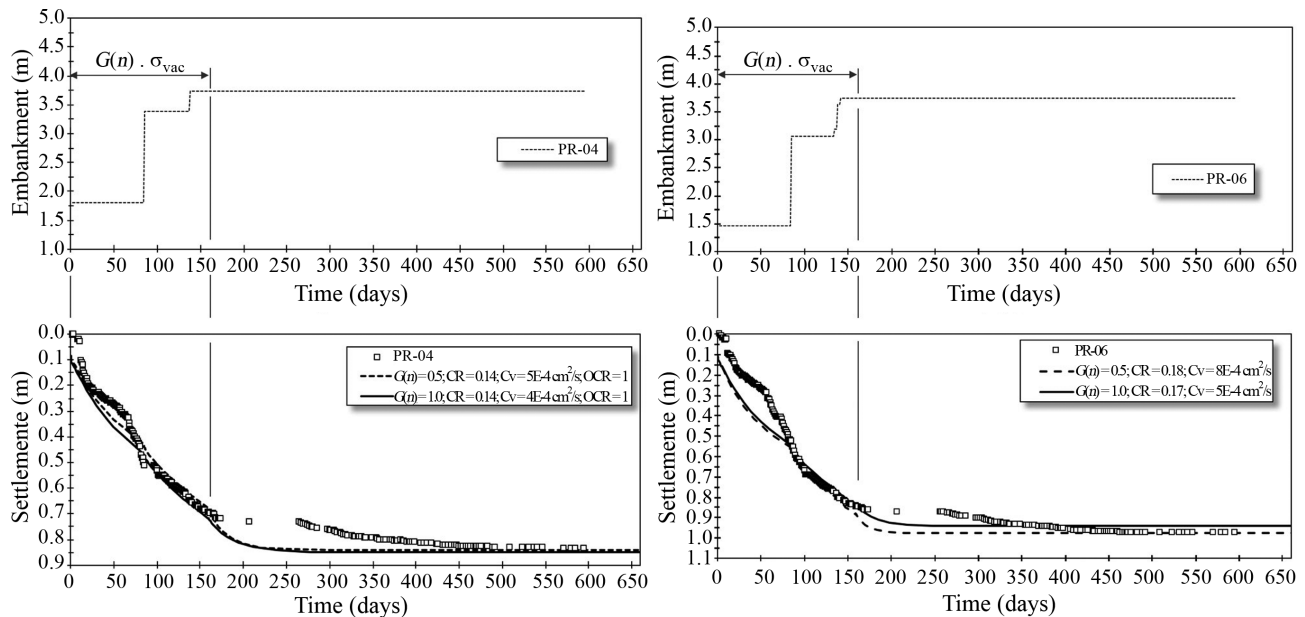 5.0
4.5
4.0
3.5
3.0
2.5
2.0
1.5
1.0
Embankment (m)
G(n) . σvac
PR-04
0 50 100 150 200 250 300 350 400 450 500 550 600 650
Time (days)
5.0
4.5
4.0
3.5
3.0
2.5
2.0
1.5
1.0
Embankment (m)
G(n) . σvac
PR-06
0 50 100 150 200 250 300 350 400 450 500 550 600 650
Time (days)
0.0
0.1
0.2
0.3
0.4
0.5
0.6
0.7
0.8
0.9
Settlemente (m)
PR-04
G(n)=0.5; CR=0.14; Cv=5E-4 cm²/s; OCR=1
G(n)=1.0; CR=0.14; Cv=4E-4 cm²/s; OCR=1
0 50 100 150 200 250 300 350 400 450 500 550 600 650
Time (days)
0.0
0.1
0.2
0.3
0.4
0.5
0.6
0.7
0.8
0.9
1.0
1.1
Settlemente (m)
PR-06
G(n)=0.5; CR=0.18; Cv=8E-4 cm²/s
G(n)=1.0; CR=0.17; Cv=5E-4 cm²/s
0 50 100 150 200 250 300 350 400 450 500 550 600 650
Time (days)